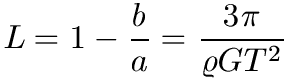 L = 1 - \frac{b}{a} = \frac{3\pi}{\varrho G T^2}